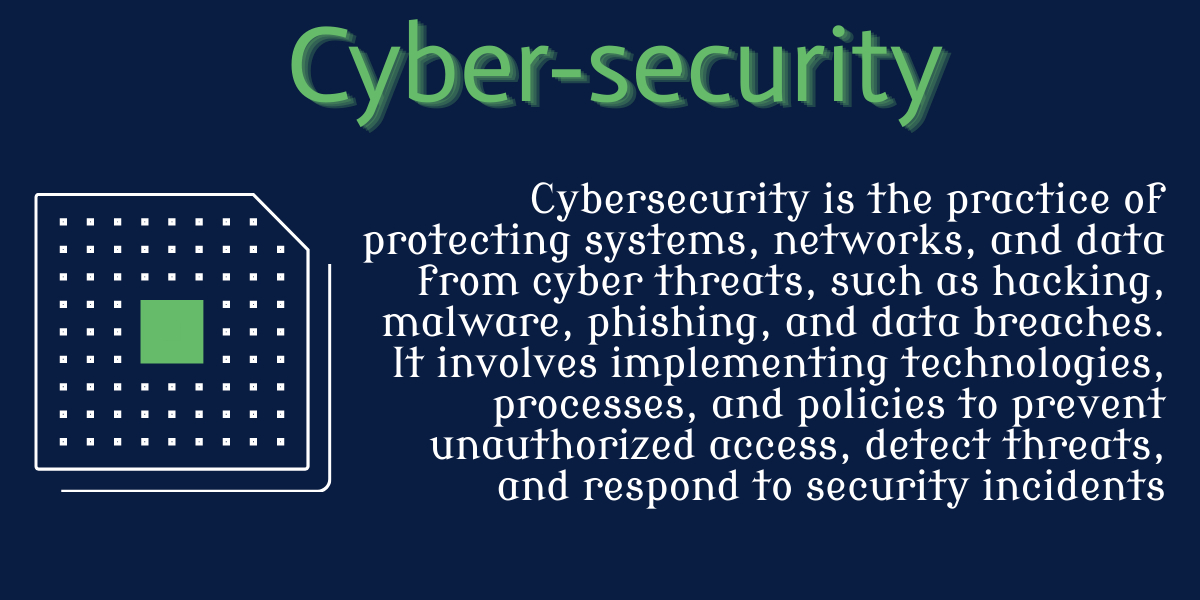 Cyber-security
Cybersecurity is the practice of
protecting systems, networks, and data
from cyber threats, such as hacking,
malware, phishing, and data breaches.
It involves implementing technologies,
processes, and policies to prevent
unauthorized access, detect threats,
and respond to security incidents